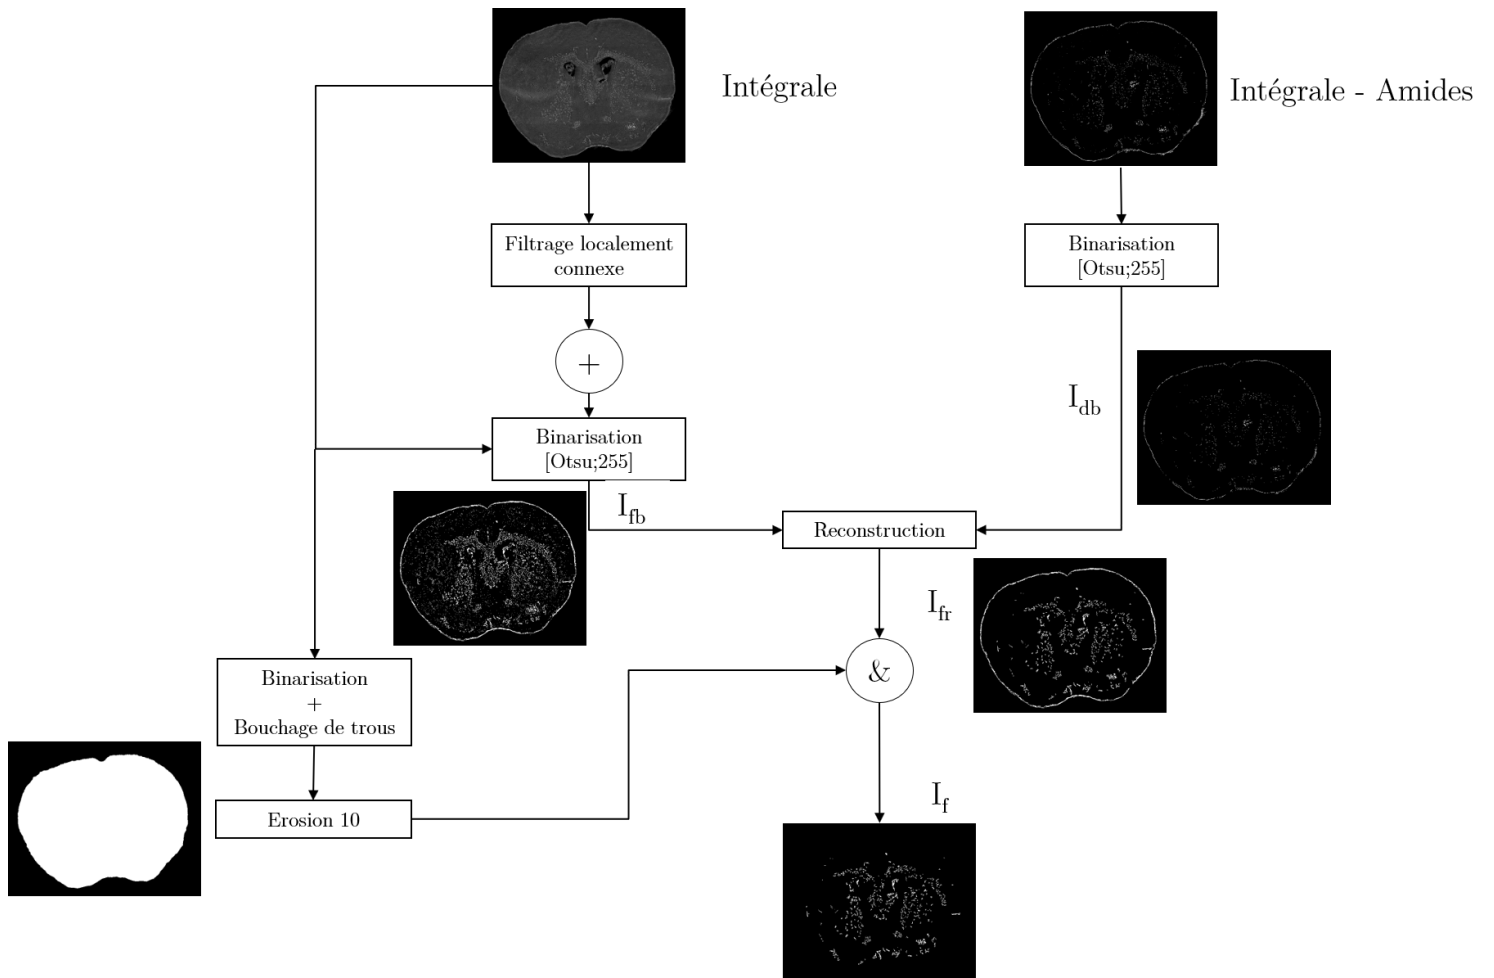 Intégrale
Intégrale - Amides
Filtrage localement
connexe
Binarisation
[Otsu;255]
+
I_db
Binarisation
[Otsu;255]
I_fb
Reconstruction
I_fr
&
Binarisation
+
Bouchage de trous
I_f
Erosion 10